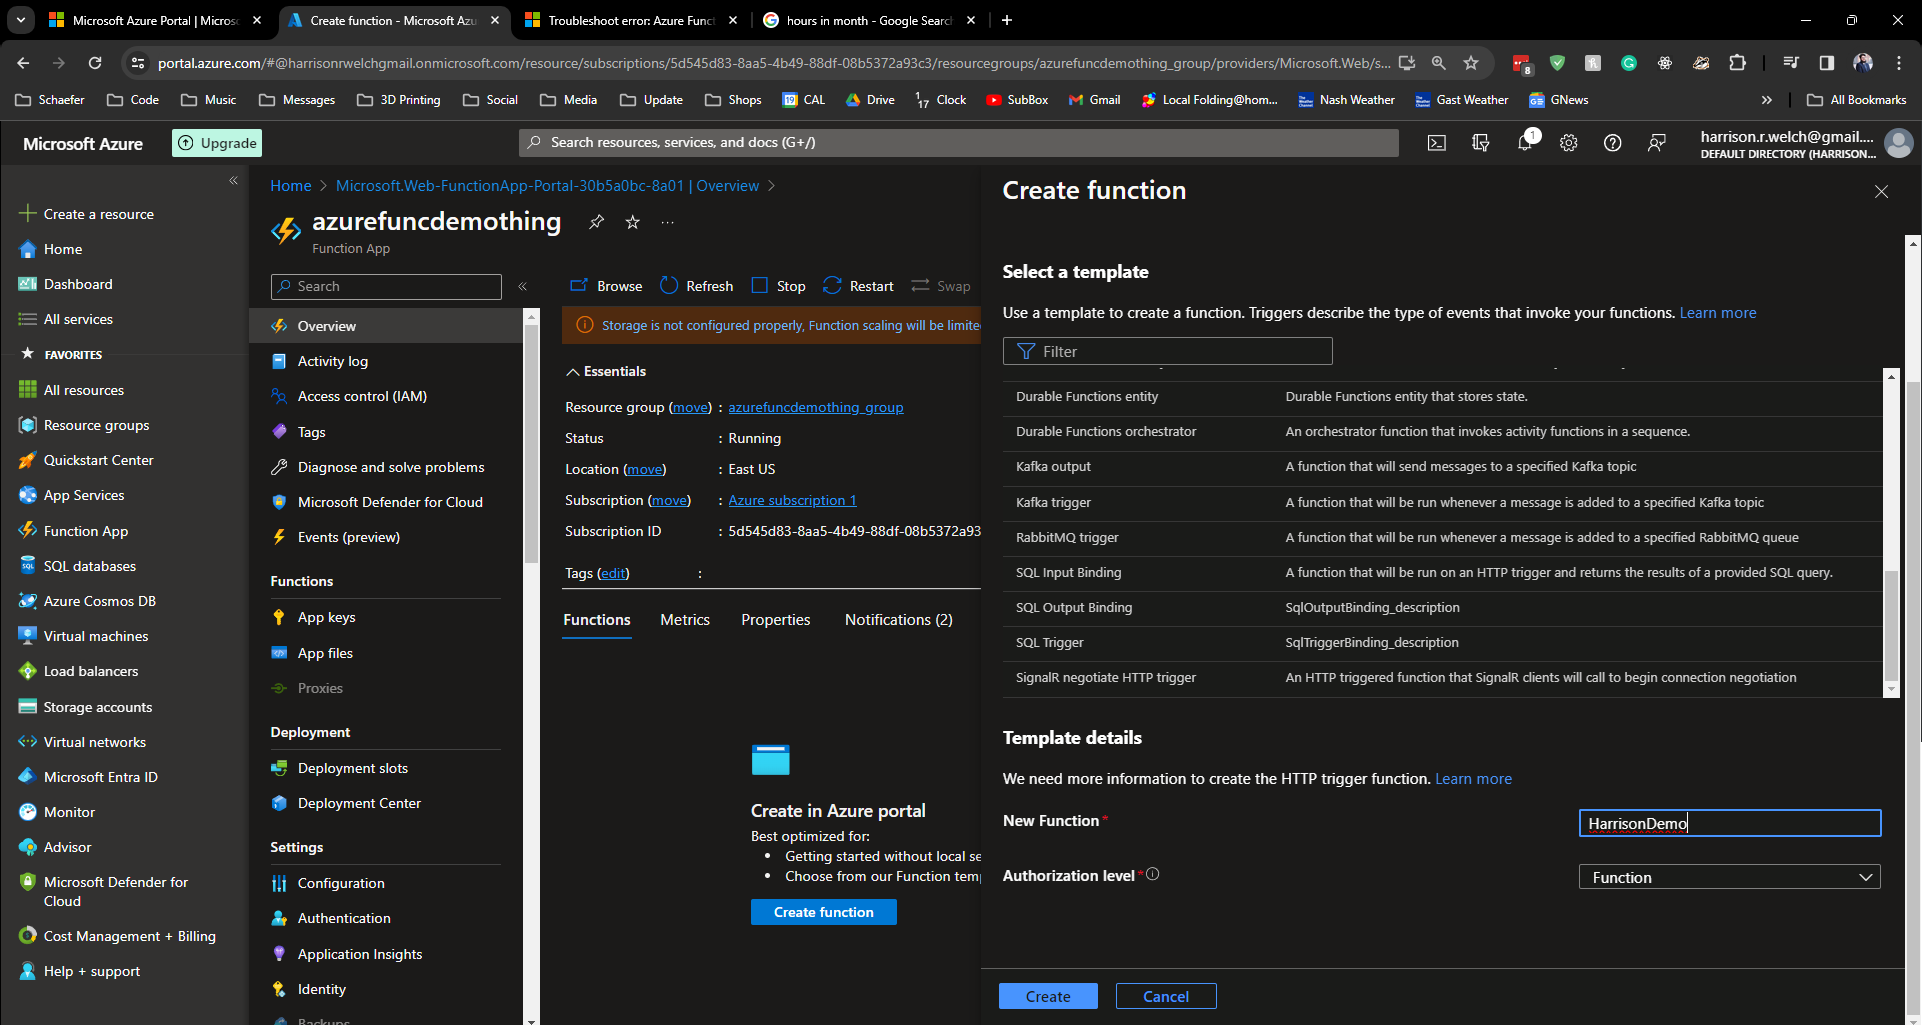 Microsoft Azure Portal | Micros
Create function - Microsoft Azu
Troubleshoot error: Azure Funct
hours in month - Google Search
portal.azure.com/#@harrisonrwelchgmail.onmicrosoft.com/resource/subscriptions/5d545d83-8aa5-4b49-88df-08b5372a93c3/resourcegroups/azurefuncdemothing_group/providers/Microsoft.Web/s...
8
Schaefer
Code
Music
Messages
3D Printing
Social
Media
Update
Shops
CAL
Drive
Clock
SubBox
Gmail
Local Folding@hom...
Nash Weather
Gast Weather
GNews
All Bookmarks
Microsoft Azure
Upgrade
Search resources, services, and docs (G+/)
1
harrison.r.welch@gmail....
DEFAULT DIRECTORY (HARRISON...
Create a resource
Home
Dashboard
All services
FAVORITES
All resources
Resource groups
Quickstart Center
App Services
Function App
SQL databases
Azure Cosmos DB
Virtual machines
Load balancers
Storage accounts
Virtual networks
Microsoft Entra ID
Monitor
Advisor
Microsoft Defender for
Cloud
Cost Management + Billing
Help + support
Home > Microsoft.Web-FunctionApp-Portal-30b5a0bc-8a01 | Overview >
azurefuncdemothing
Function App
Search
Overview
Activity log
Access control (IAM)
Tags
Diagnose and solve problems
Microsoft Defender for Cloud
Events (preview)
Functions
App keys
App files
Proxies
Deployment
Deployment slots
Deployment Center
Settings
Configuration
Authentication
Application Insights
Identity
Backups
Browse
Refresh
Stop
Restart
Swap
Storage is not configured properly, Function scaling will be limite
Essentials
Resource group (move) : azurefuncdemothing_group
Status : Running
Location (move) : East US
Subscription (move) : Azure subscription 1
Subscription ID : 5d545d83-8aa5-4b49-88df-08b5372a93
Tags (edit) :
Functions
Metrics
Properties
Notifications (2)
Create in Azure portal
Best optimized for:
• Getting started without local se
• Choose from our Function temp
Create function
Create function
Select a template
Use a template to create a function. Triggers describe the type of events that invoke your functions. Learn more
Filter
Durable Functions entity Durable Functions entity that stores state.
Durable Functions orchestrator An orchestrator function that invokes activity functions in a sequence.
Kafka output A function that will send messages to a specified Kafka topic
Kafka trigger A function that will be run whenever a message is added to a specified Kafka topic
RabbitMQ trigger A function that will be run whenever a message is added to a specified RabbitMQ queue
SQL Input Binding A function that will be run on an HTTP trigger and returns the results of a provided SQL query.
SQL Output Binding SqlOutputBinding_description
SQL Trigger SqlTriggerBinding_description
SignalR negotiate HTTP trigger An HTTP triggered function that SignalR clients will call to begin connection negotiation
Template details
We need more information to create the HTTP trigger function. Learn more
New Function *
HarrisonDemo
Authorization level *
Function
Create
Cancel